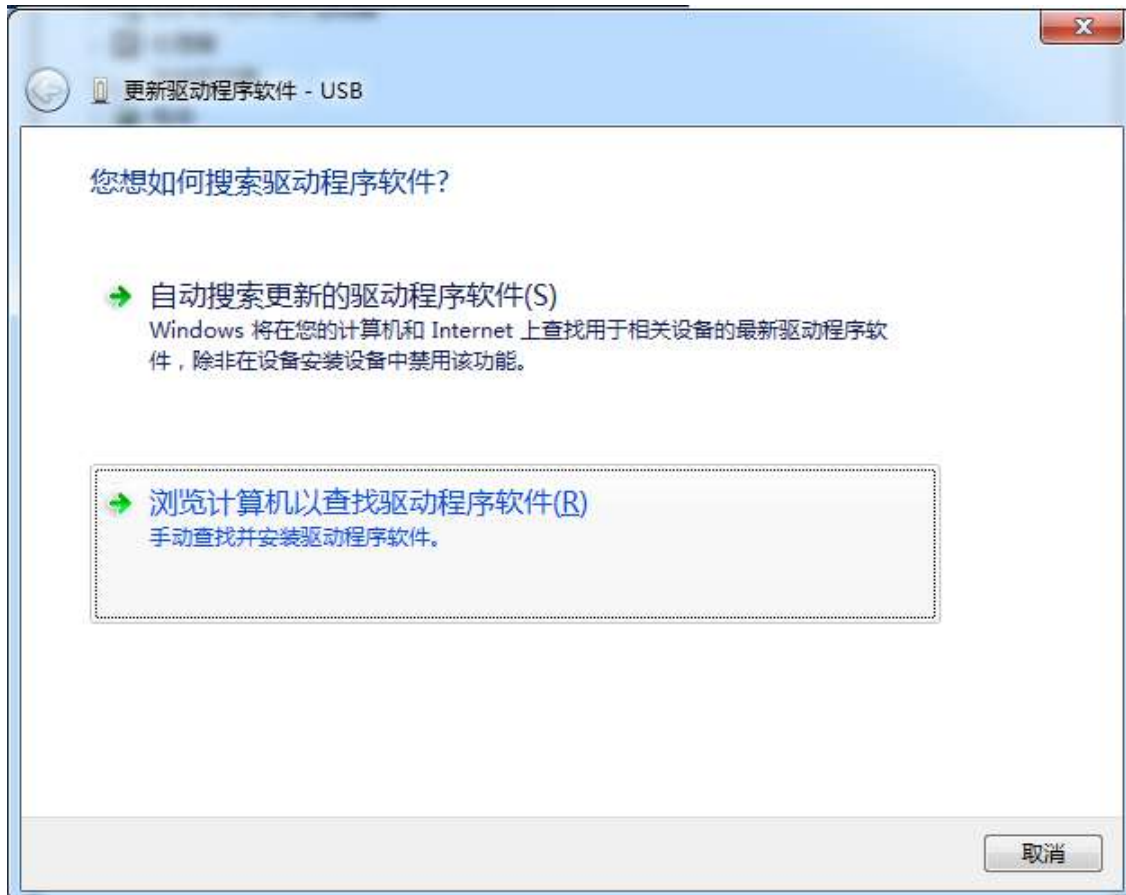 更新驱动程序软件 - USB
您想如何搜索驱动程序软件?
自动搜索更新的驱动程序软件(S)
Windows 将在您的计算机和 Internet 上查找用于相关设备的最新驱动程序软
件，除非在设备安装设备中禁用该功能。
浏览计算机以查找驱动程序软件(R)
手动查找并安装驱动程序软件。
取消